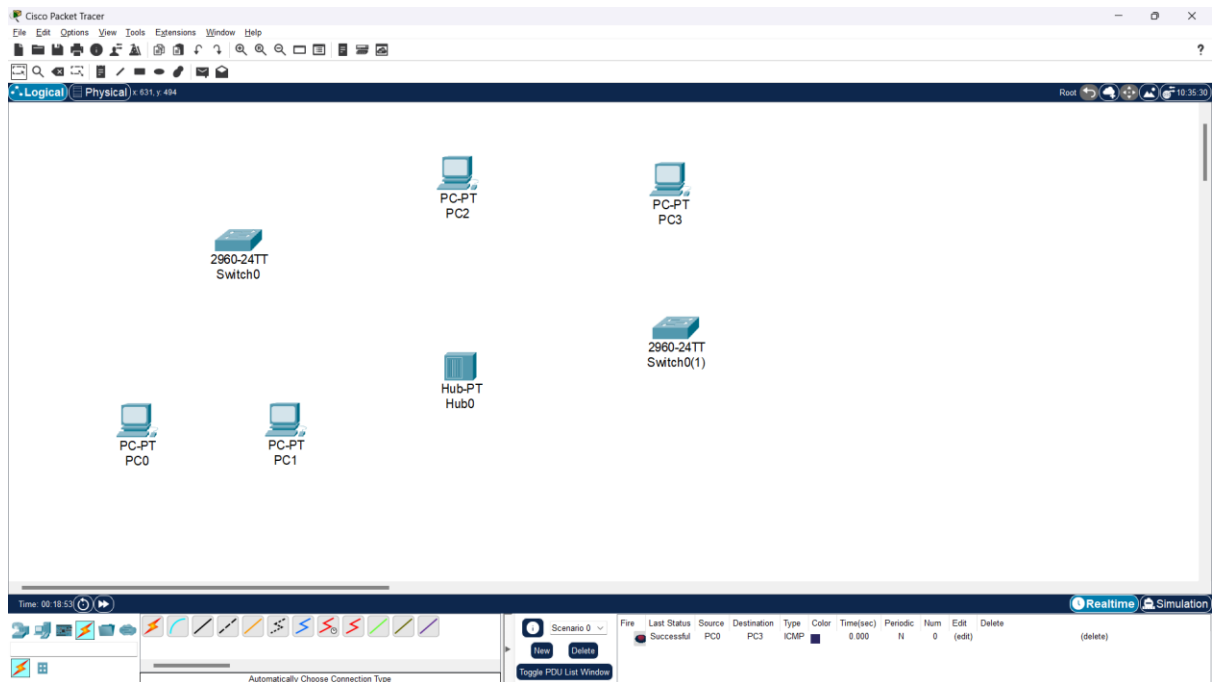 Cisco Packet Tracer
File Edit Options View Tools Extensions Window Help
?
Logical Physical x: 631, y: 494 Root 10:35:30
PC-PT
PC2
PC-PT
PC3
2960-24TT
Switch0
2960-24TT
Switch0(1)
Hub-PT
Hub0
PC-PT
PC0
PC-PT
PC1
Time: 00:18:53 Realtime Simulation
Scenario 0
New Delete
Toggle PDU List Window
Fire Last Status Source Destination Type Color Time(sec) Periodic Num Edit Delete
Successful PC0 PC3 ICMP 0.000 N 0 (edit) (delete)
Automatically Choose Connection Type